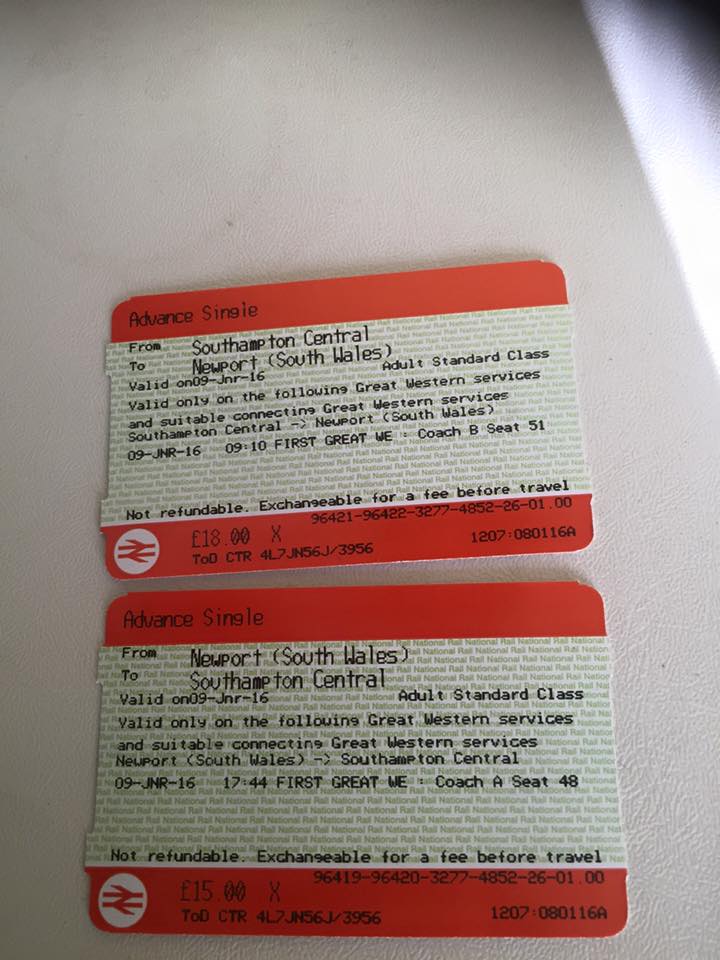 Advance Single
From Southampton Central
To Newport (South Wales)
Valid on09-Jnr-16 Adult Standard Class
Valid only on the following Great Western services
and suitable connecting Great Western services
Southampton Central -> Newport (South Wales)
09-JNR-16 09:10 FIRST GREAT WE : Coach B Seat 51
Not refundable. Exchangeable for a fee before travel
96421-96422-3277-4852-26-01.00
£18.00 X
ToD CTR 4L7JN56J/3956 1207:080116A
Advance Single
From Newport (South Wales)
To Southampton Central
Valid on09-Jnr-16 Adult Standard Class
Valid only on the following Great Western services
and suitable connecting Great Western services
Newport (South Wales) -> Southampton Central
09-JNR-16 17:44 FIRST GREAT WE : Coach A Seat 48
Not refundable. Exchangeable for a fee before travel
96419-96420-3277-4852-26-01.00
£15.00 X
ToD CTR 4L7JN56J/3956 1207:080116A